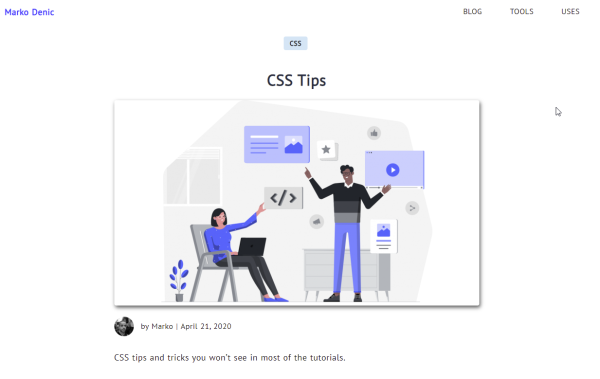 Marko Denic
BLOG TOOLS USES
CSS
CSS Tips
</>
by Marko | April 21, 2020
CSS tips and tricks you won't see in most of the tutorials.